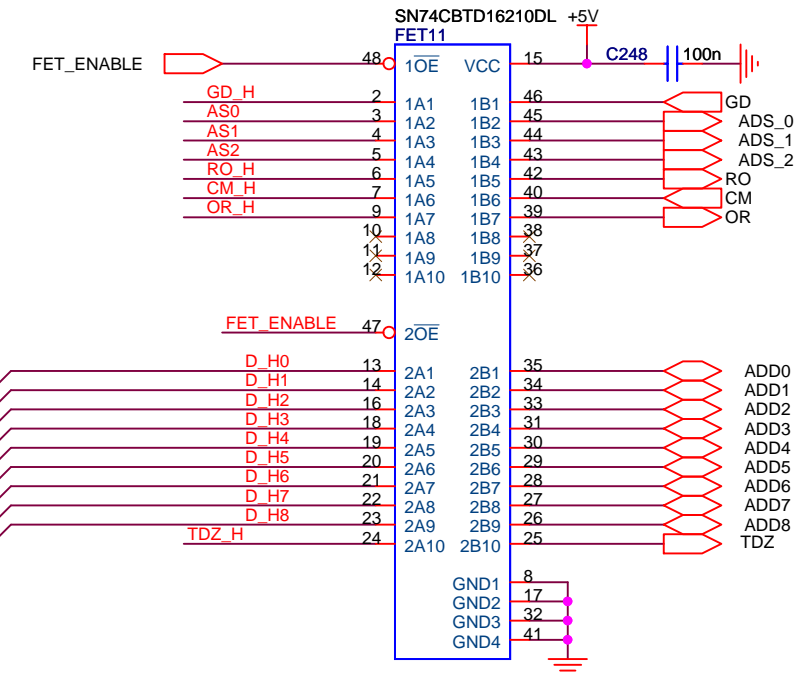 SN74CBTD16210DL +5V
FET11
FET_ENABLE 48 1OE VCC 15 C248 100n
GD_H 2 1A1 1B1 46 GD
AS0 3 1A2 1B2 45 ADS_0
AS1 4 1A3 1B3 44 ADS_1
AS2 5 1A4 1B4 43 ADS_2
RO_H 6 1A5 1B5 42 RO
CM_H 7 1A6 1B6 40 CM
OR_H 9 1A7 1B7 39 OR
10 1A8 1B8 38
11 1A9 1B9 37
12 1A10 1B10 36
FET_ENABLE 47 2OE
D_H0 13 2A1 2B1 35 ADD0
D_H1 14 2A2 2B2 34 ADD1
D_H2 16 2A3 2B3 33 ADD2
D_H3 18 2A4 2B4 31 ADD3
D_H4 19 2A5 2B5 30 ADD4
D_H5 20 2A6 2B6 29 ADD5
D_H6 21 2A7 2B7 28 ADD6
D_H7 22 2A8 2B8 27 ADD7
D_H8 23 2A9 2B9 26 ADD8
TDZ_H 24 2A10 2B10 25 TDZ
GND1 8
GND2 17
GND3 32
GND4 41